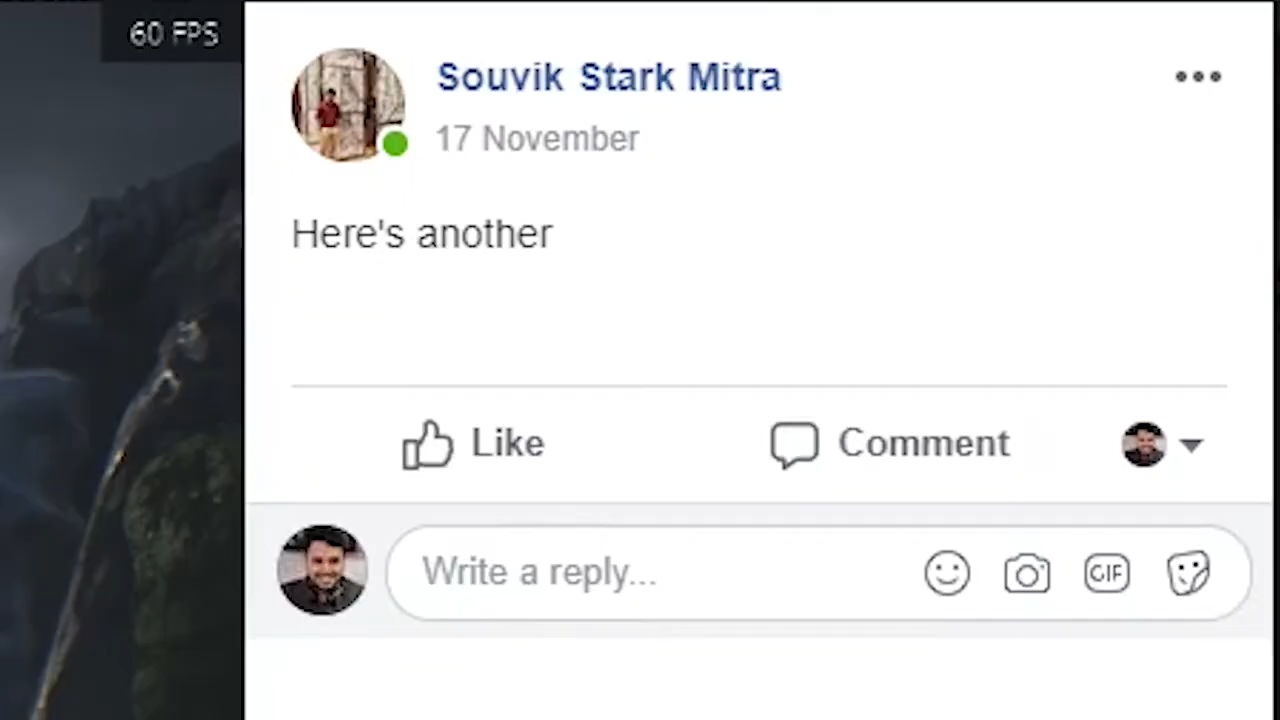 60 FPS
Souvik Stark Mitra
17 November
Here's another
Like
Comment
Write a reply...
GIF